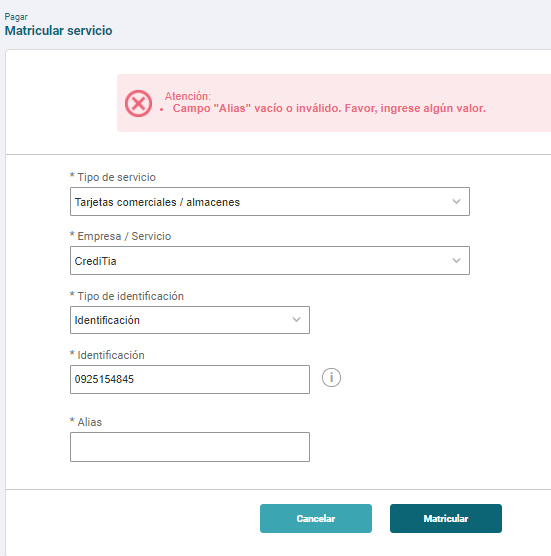 Pagar
Matricular servicio
Atención:
• Campo "Alias" vacío o inválido. Favor, ingrese algún valor.
* Tipo de servicio
Tarjetas comerciales / almacenes
* Empresa / Servicio
CrediTia
* Tipo de identificación
Identificación
* Identificación
0925154845
i
* Alias
Cancelar
Matricular